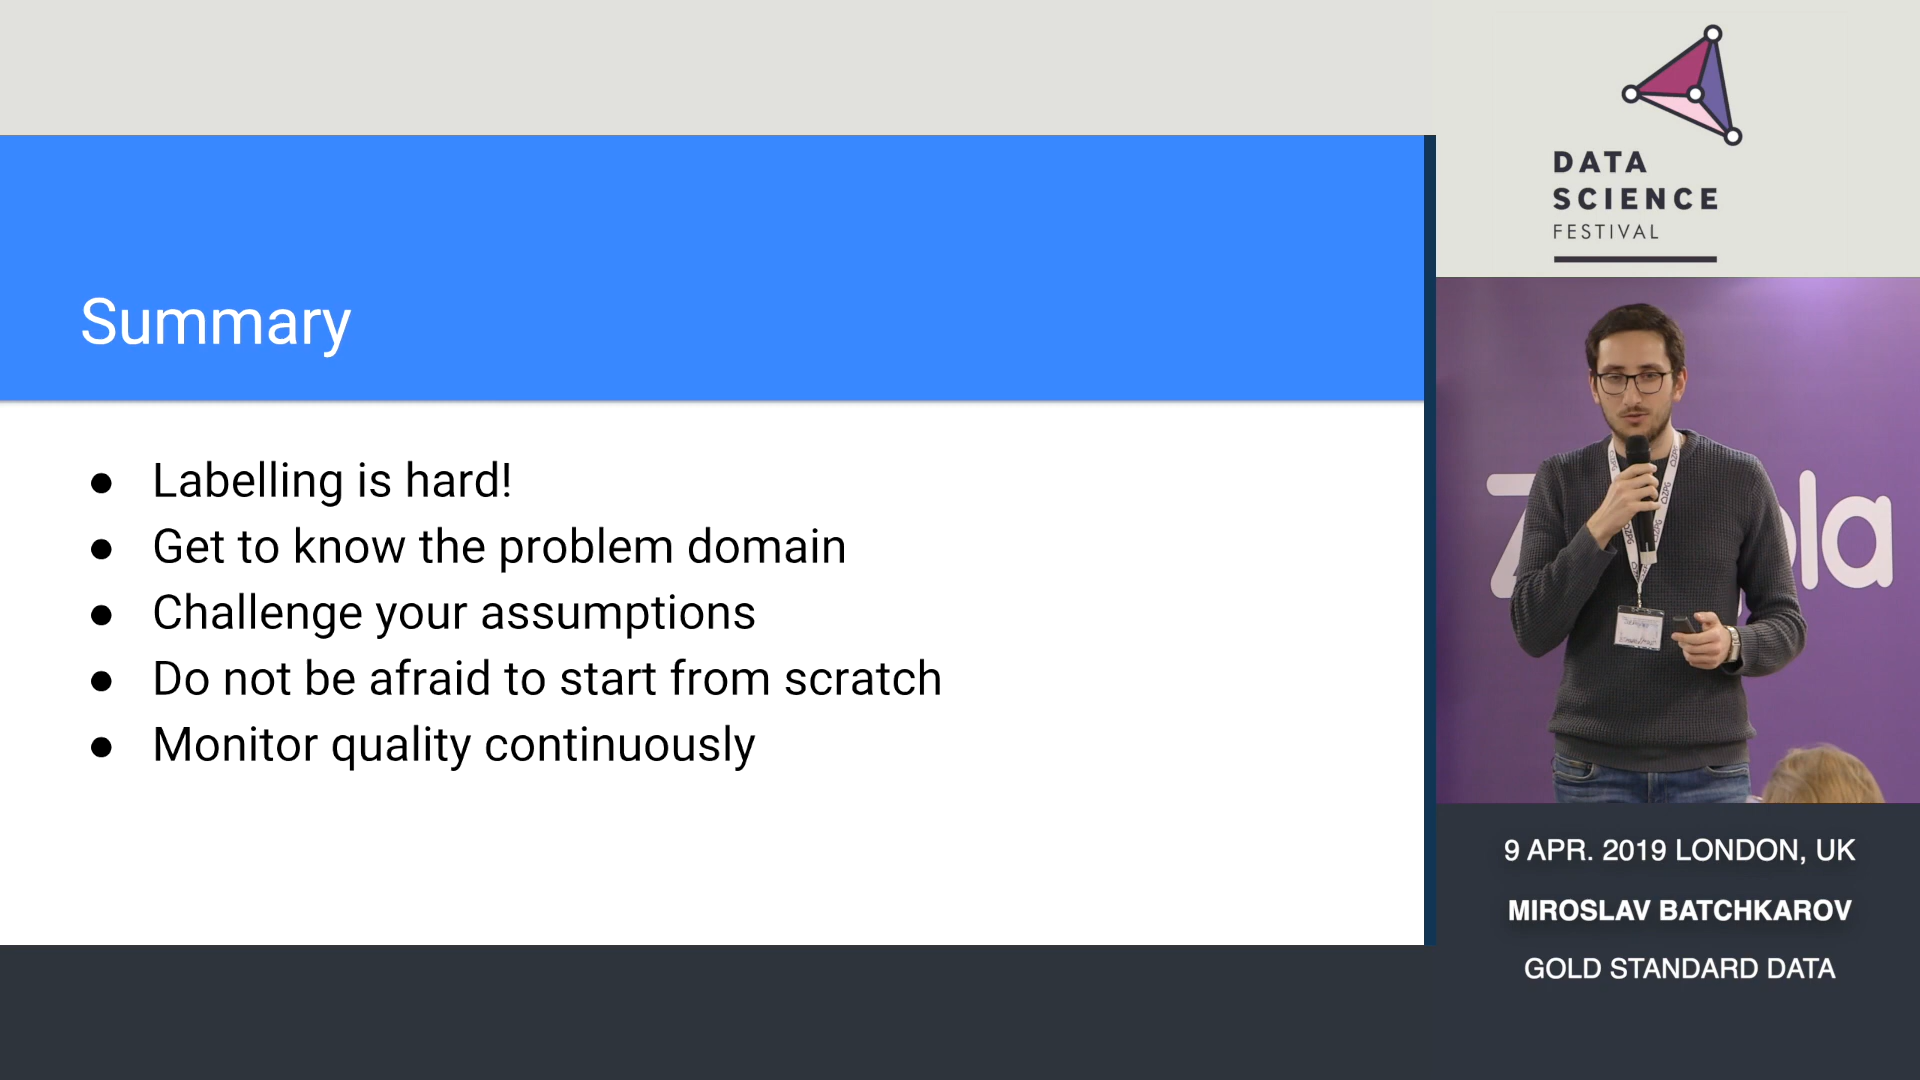 Summary
● Labelling is hard!
● Get to know the problem domain
● Challenge your assumptions
● Do not be afraid to start from scratch
● Monitor quality continuously
DATA
SCIENCE
FESTIVAL
ZPG
9 APR. 2019 LONDON, UK
MIROSLAV BATCHKAROV
GOLD STANDARD DATA